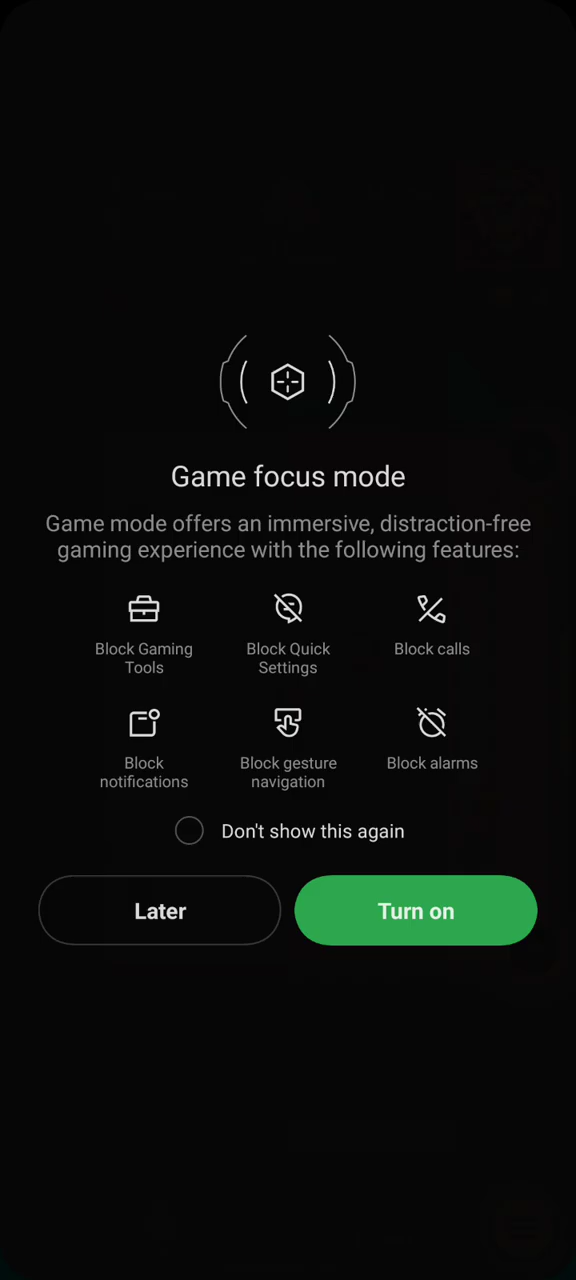 Game focus mode
Game mode offers an immersive, distraction-free
gaming experience with the following features:
Block Gaming
Tools
Block Quick
Settings
Block calls
Block
notifications
Block gesture
navigation
Block alarms
Don't show this again
Later
Turn on